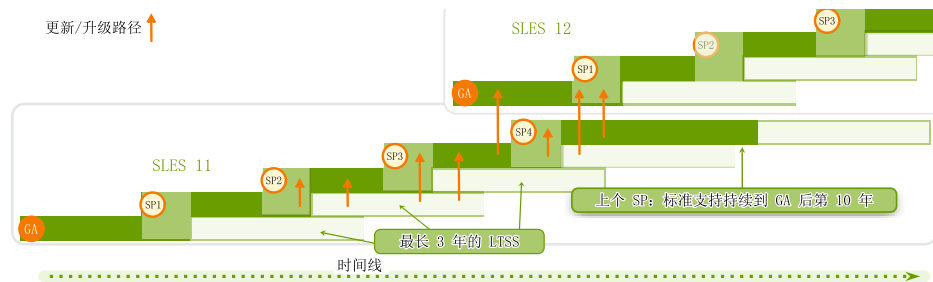 更新/升级路径
SLES 12
SP3
SP2
SP1
GA
SP4
SLES 11
SP3
SP2
SP1
GA
上个 SP: 标准支持持续到 GA 后第 10 年
最长 3 年的 LTSS
时间线